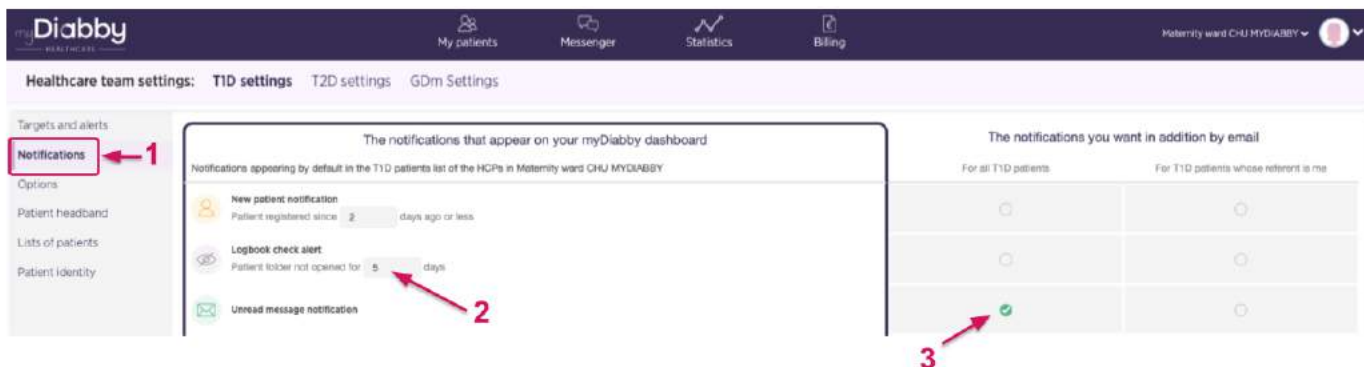 myDiabby
HEALTHCARE
My patients
Messenger
Statistics
Billing
Maternity ward CHU MYDIABBY
Healthcare team settings: T1D settings T2D settings GDm Settings
Targets and alerts
Notifications
1
Options
Patient headband
Lists of patients
Patient identity
The notifications that appear on your myDiabby dashboard
Notifications appearing by default in the T1D patients list of the HCPs in Maternity ward CHU MYDIABBY
New patient notification
Patient registered since 2 days ago or less
Logbook check alert
Patient folder not opened for 5 days
2
Unread message notification
The notifications you want in addition by email
For all T1D patients
For T1D patients whose referent is me
3